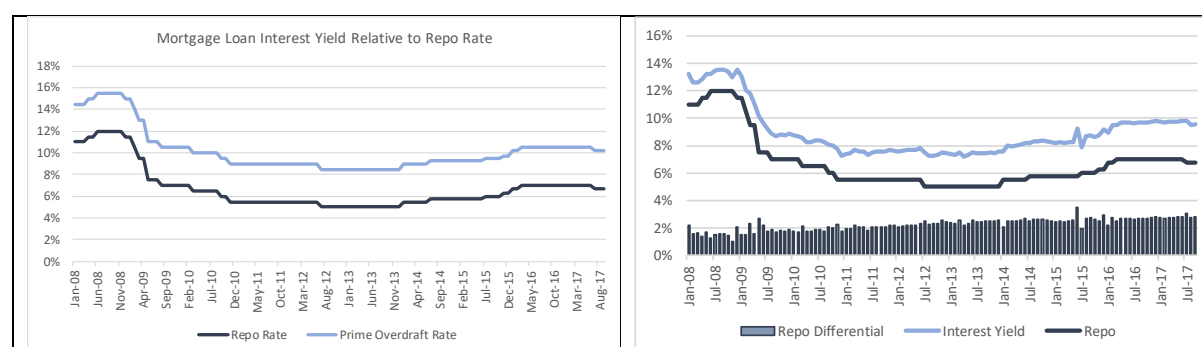 Mortgage Loan Interest Yield Relative to Repo Rate
18%
16%
14%
12%
10%
8%
6%
4%
2%
0%
Jan-08
Jun-08
Nov-08
Apr-09
Sep-09
Feb-10
Jul-10
Dec-10
May-11
Oct-11
Mar-12
Aug-12
Jan-13
Jun-13
Nov-13
Apr-14
Sep-14
Feb-15
Jul-15
Dec-15
May-16
Oct-16
Mar-17
Aug-17
Repo Rate
Prime Overdraft Rate
16%
14%
12%
10%
8%
6%
4%
2%
0%
Jan-08
Jul-08
Jan-09
Jul-09
Jan-10
Jul-10
Jan-11
Jul-11
Jan-12
Jul-12
Jan-13
Jul-13
Jan-14
Jul-14
Jan-15
Jul-15
Jan-16
Jul-16
Jan-17
Jul-17
Repo Differential
Interest Yield
Repo